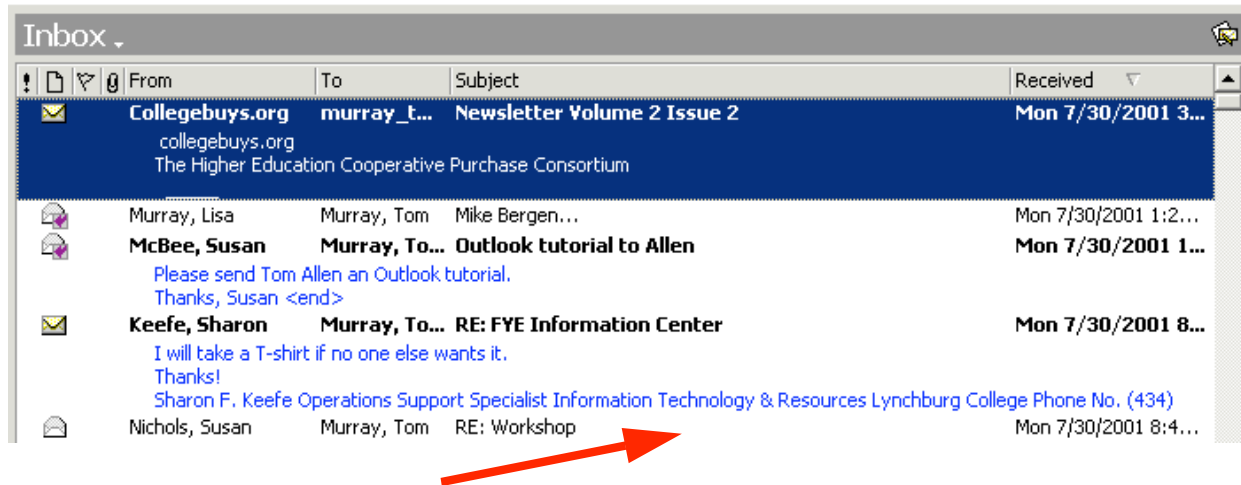 Inbox
! From To Subject Received
Collegebuys.org murray_t... Newsletter Volume 2 Issue 2 Mon 7/30/2001 3...
collegebuys.org
The Higher Education Cooperative Purchase Consortium
Murray, Lisa Murray, Tom Mike Bergen... Mon 7/30/2001 1:2...
McBee, Susan Murray, To... Outlook tutorial to Allen Mon 7/30/2001 1...
Please send Tom Allen an Outlook tutorial.
Thanks, Susan <end>
Keefe, Sharon Murray, To... RE: FYE Information Center Mon 7/30/2001 8...
I will take a T-shirt if no one else wants it.
Thanks!
Sharon F. Keefe Operations Support Specialist Information Technology & Resources Lynchburg College Phone No. (434)
Nichols, Susan Murray, Tom RE: Workshop Mon 7/30/2001 8:4...